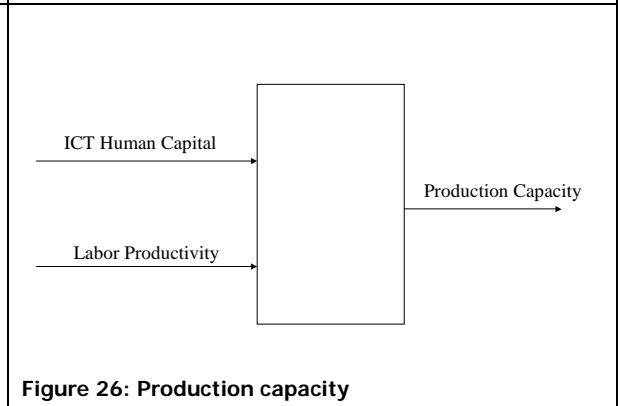 ICT Human Capital
Production Capacity
Labor Productivity
Figure 26: Production capacity